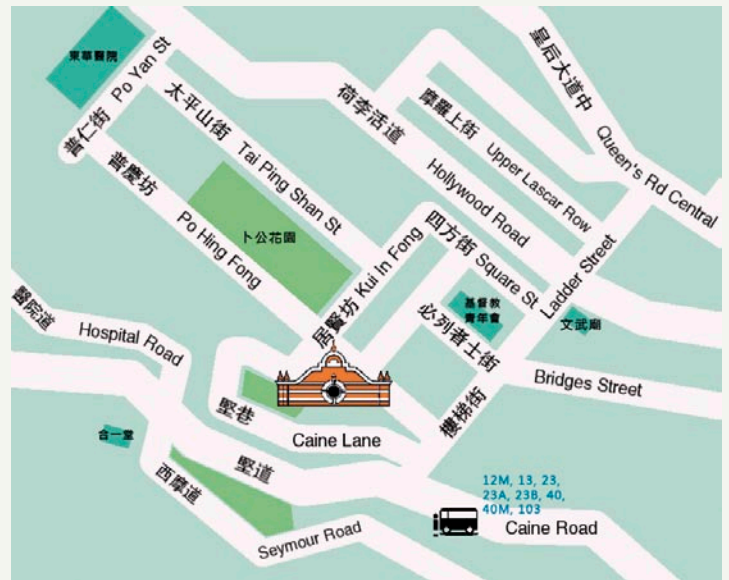 東華醫院
普仁街 Po Yan St
太平山街 Tai Ping Shan St
普慶坊 Po Hing Fong
卜公花園
荷李活道 Hollywood Road
摩羅上街 Upper Lascar Row
皇后大道中 Queen's Rd Central
居賢坊 Kui In Fong
四方街 Square St
Ladder Street
樓梯街
基督教
青年會
文武廟
必列者士街 Bridges Street
醫院道 Hospital Road
堅巷 Caine Lane
合一堂
西摩道 Seymour Road
堅道 Caine Road
12M, 13, 23,
23A, 23B, 40,
40M, 103